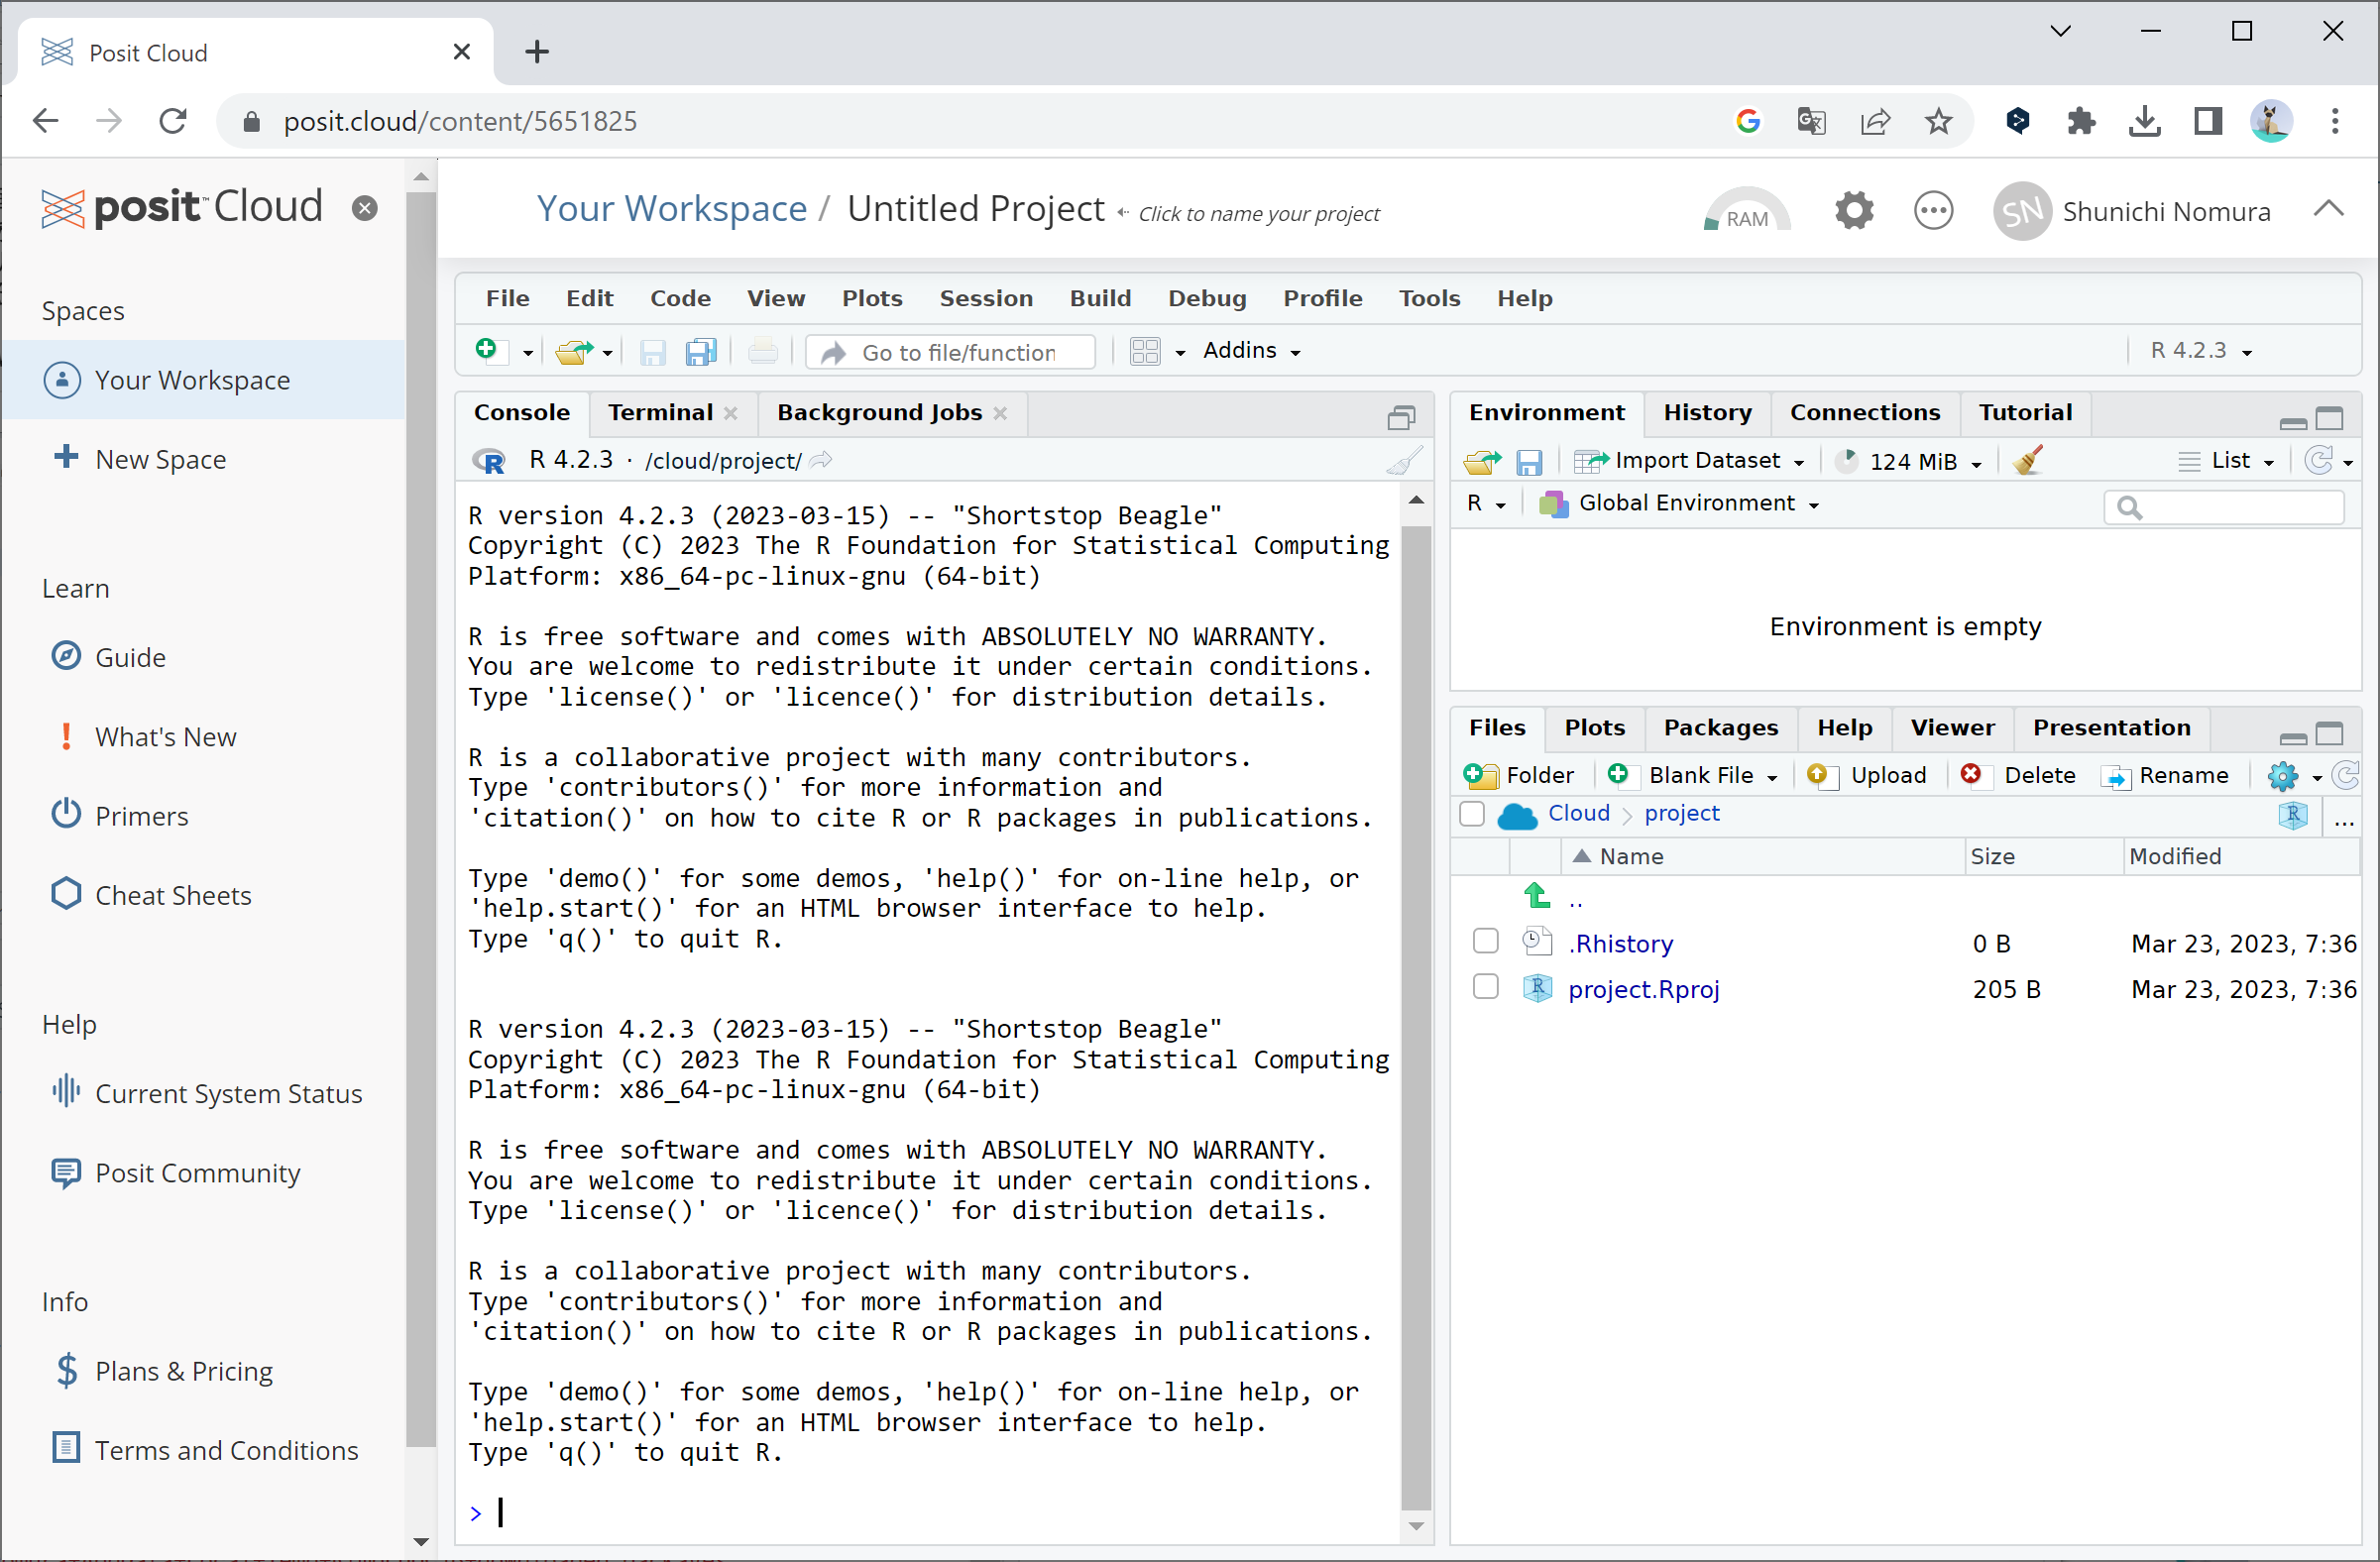 Posit Cloud
posit.cloud/content/5651825
posit™ Cloud
Your Workspace / Untitled Project ⇠ Click to name your project
RAM
SN Shunichi Nomura
Spaces
Your Workspace
New Space
Learn
Guide
What's New
Primers
Cheat Sheets
Help
Current System Status
Posit Community
Info
Plans & Pricing
Terms and Conditions
File Edit Code View Plots Session Build Debug Profile Tools Help
Go to file/function
Addins
R 4.2.3
Console Terminal Background Jobs
R 4.2.3 · /cloud/project/
R version 4.2.3 (2023-03-15) -- "Shortstop Beagle"
Copyright (C) 2023 The R Foundation for Statistical Computing
Platform: x86_64-pc-linux-gnu (64-bit)
R is free software and comes with ABSOLUTELY NO WARRANTY.
You are welcome to redistribute it under certain conditions.
Type 'license()' or 'licence()' for distribution details.
R is a collaborative project with many contributors.
Type 'contributors()' for more information and
'citation()' on how to cite R or R packages in publications.
Type 'demo()' for some demos, 'help()' for on-line help, or
'help.start()' for an HTML browser interface to help.
Type 'q()' to quit R.
R version 4.2.3 (2023-03-15) -- "Shortstop Beagle"
Copyright (C) 2023 The R Foundation for Statistical Computing
Platform: x86_64-pc-linux-gnu (64-bit)
R is free software and comes with ABSOLUTELY NO WARRANTY.
You are welcome to redistribute it under certain conditions.
Type 'license()' or 'licence()' for distribution details.
R is a collaborative project with many contributors.
Type 'contributors()' for more information and
'citation()' on how to cite R or R packages in publications.
Type 'demo()' for some demos, 'help()' for on-line help, or
'help.start()' for an HTML browser interface to help.
Type 'q()' to quit R.
>
Environment History Connections Tutorial
Import Dataset 124 MiB List
R Global Environment
Environment is empty
Files Plots Packages Help Viewer Presentation
Folder Blank File Upload Delete Rename
Cloud project ...
Name Size Modified
..
.Rhistory 0 B Mar 23, 2023, 7:36
project.Rproj 205 B Mar 23, 2023, 7:36